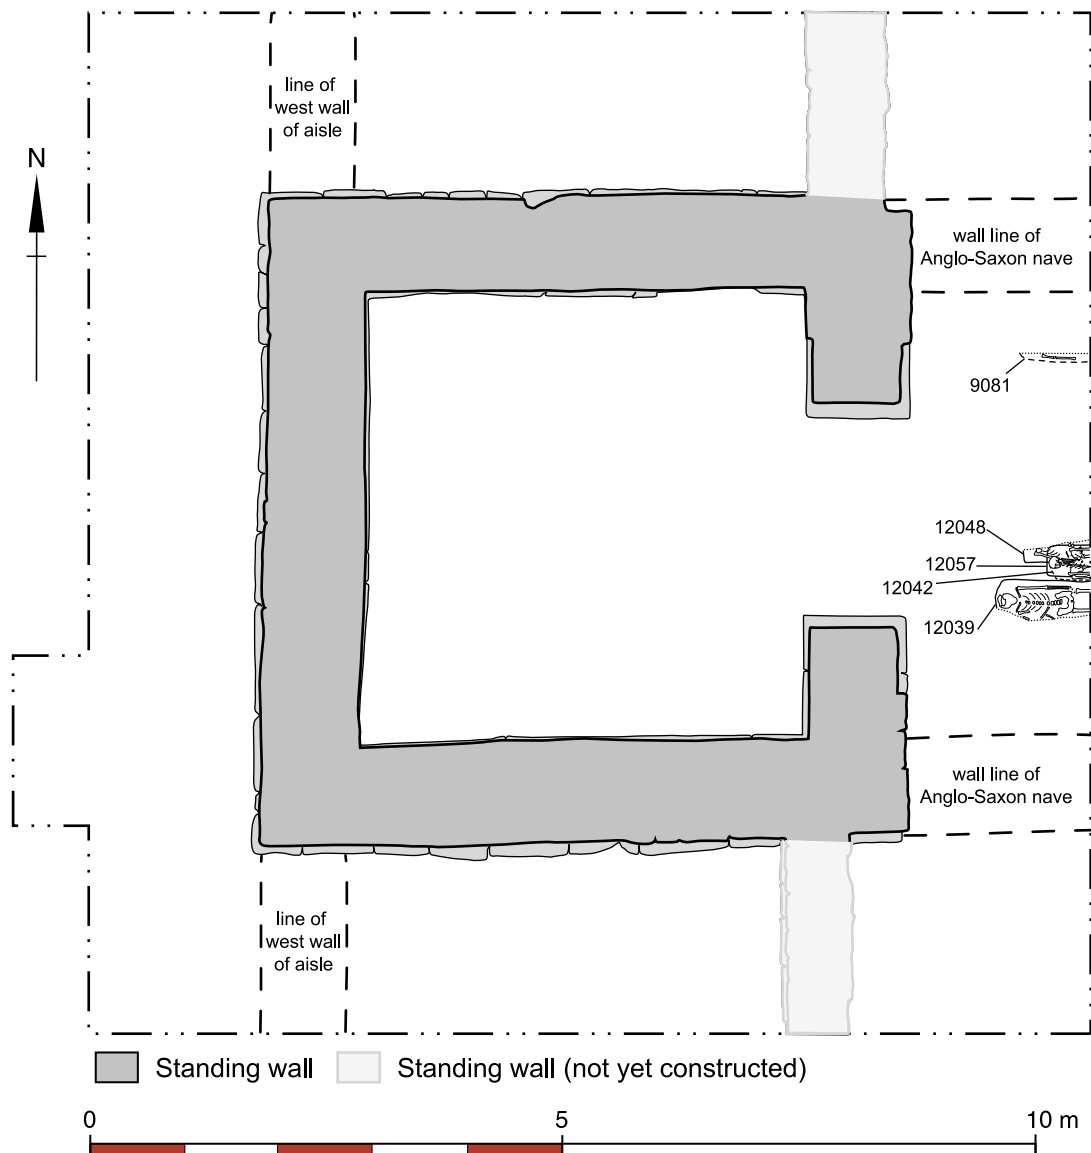 line of
west wall
of aisle
N
wall line of
Anglo-Saxon nave
9081
12048
12057
12042
12039
wall line of
Anglo-Saxon nave
line of
west wall
of aisle
Standing wall
Standing wall (not yet constructed)
0
5
10 m